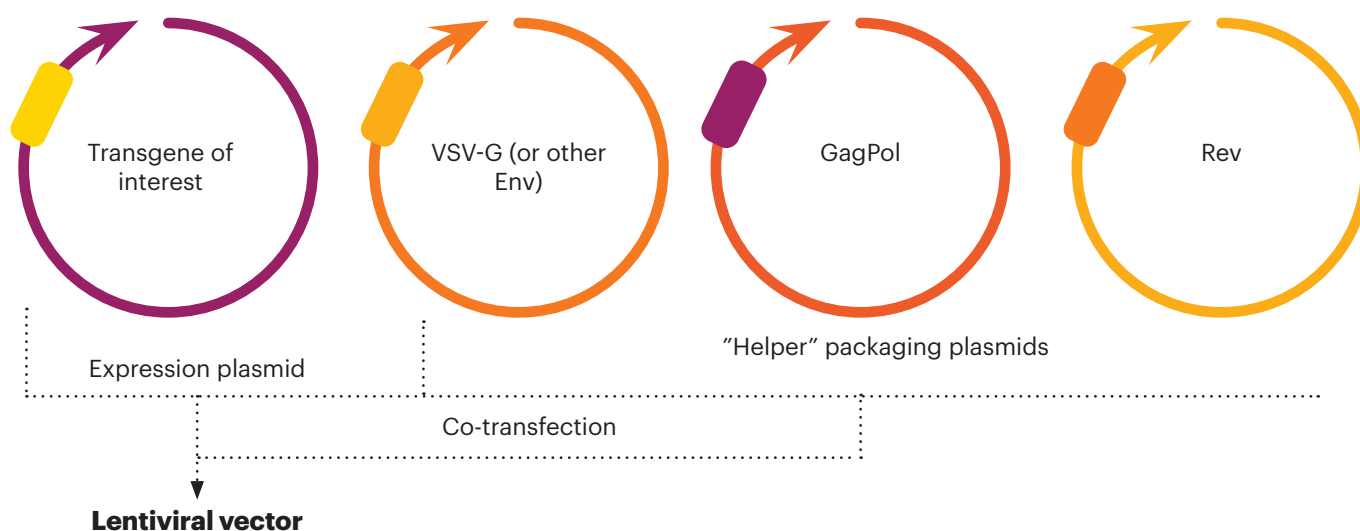 Transgene of
interest
VSV-G (or other
Env)
GagPol
Rev
Expression plasmid
”Helper” packaging plasmids
Co-transfection
Lentiviral vector